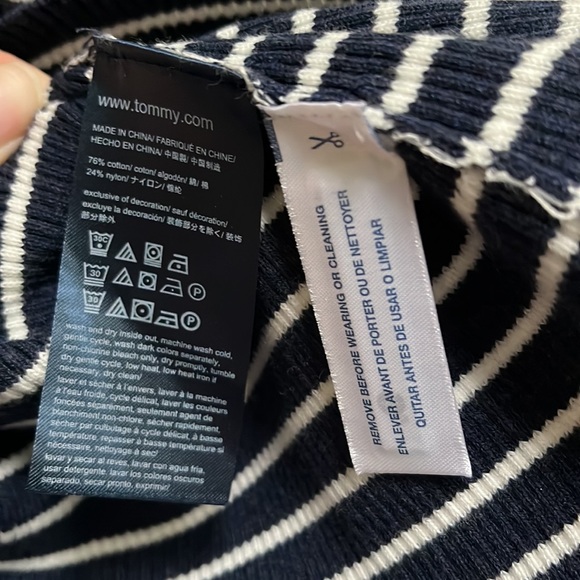 www.tommy.com
MADE IN CHINA/ FABRIQUÉ EN CHINE/
HECHO EN CHINA/ 中国製/ 中国制造
76% cotton/ coton/ algodón/ 綿/ 棉
24% nylon/ ナイロン/ 锦纶
exclusive of decoration/ sauf décoration/
excluye la decoración/ 装飾部分を除く/ 装饰
部分除外
30C
30 P
30 P
wash and dry inside out, machine wash cold,
gentle cycle, wash dark colors separately,
non-chlorine bleach only, dry promptly, tumble
dry gentle cycle, low heat, low heat iron if
necessary, dry clean
laver et sécher à l'envers, laver à la machine
à l'eau froide, cycle délicat, laver les couleurs
foncées séparément, seulement agent de
blanchiment non-chlore, sécher rapidement,
sécher par culbutage à cycle délicat, à basse
température, repasser à basse température si
nécessaire, nettoyage à sec
lavar y secar al revés, lavar con agua fria,
usar detergente. lavar los colores oscuros
separado, secar pronto, exprimir
REMOVE BEFORE WEARING OR CLEANING
ENLEVER AVANT DE PORTER OU DE NETTOYER
QUITAR ANTES DE USAR O LIMPIAR